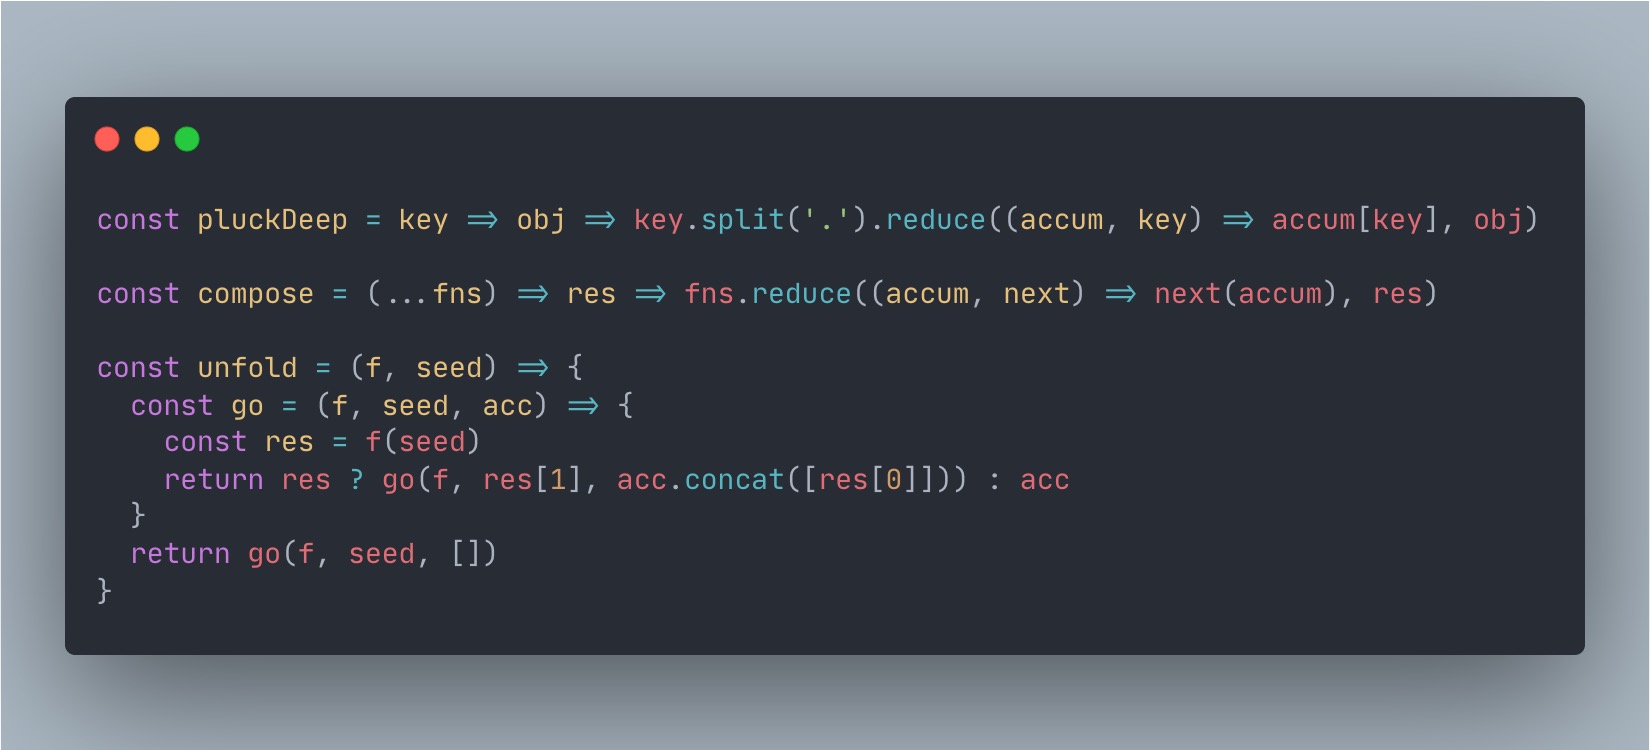 const pluckDeep = key => obj => key.split('.').reduce((accum, key) => accum[key], obj)

const compose = (...fns) => res => fns.reduce((accum, next) => next(accum), res)

const unfold = (f, seed) => {
  const go = (f, seed, acc) => {
    const res = f(seed)
    return res ? go(f, res[1], acc.concat([res[0]])) : acc
  }
  return go(f, seed, [])
}